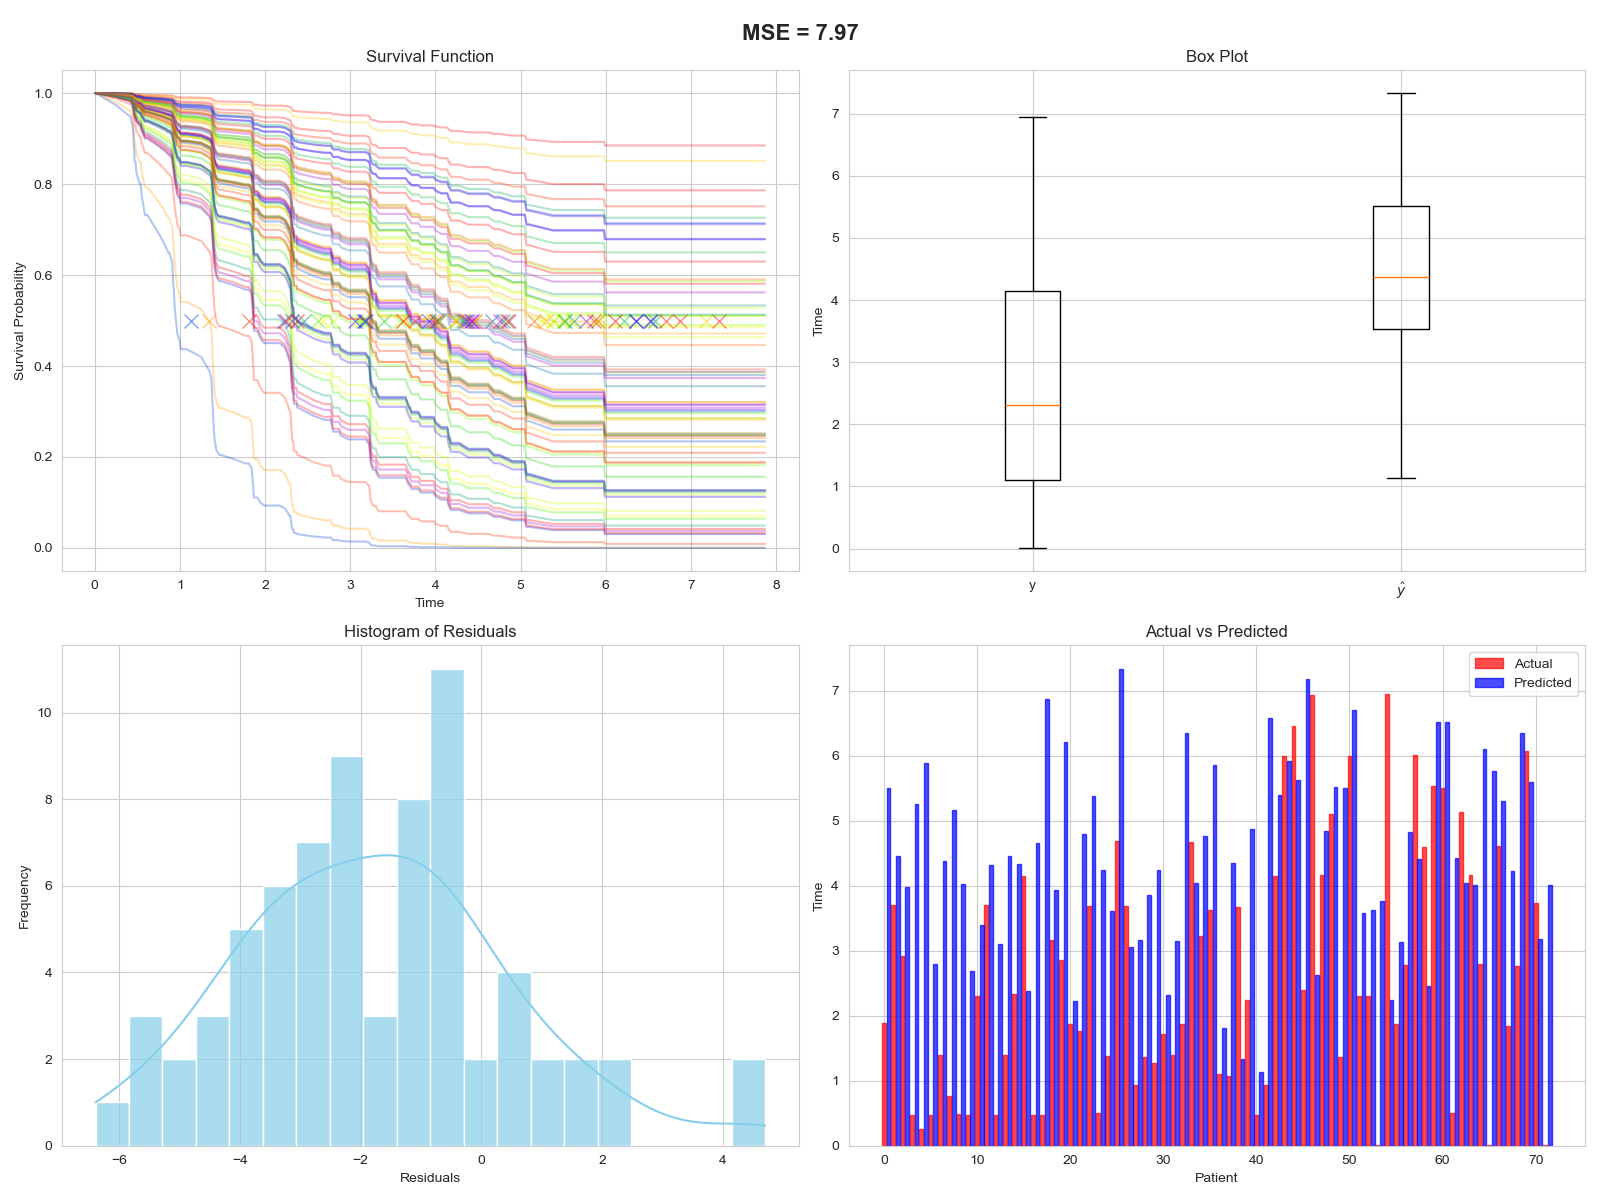 MSE = 7.97
Survival Function
Survival Probability
1.0
0.8
0.6
0.4
0.2
0.0
0 1 2 3 4 5 6 7 8
Time
Box Plot
Time
7
6
5
4
3
2
1
0
y ŷ
Histogram of Residuals
Frequency
10
8
6
4
2
0
−6 −4 −2 0 2 4
Residuals
Actual vs Predicted
Actual
Predicted
Time
7
6
5
4
3
2
1
0
0 10 20 30 40 50 60 70
Patient